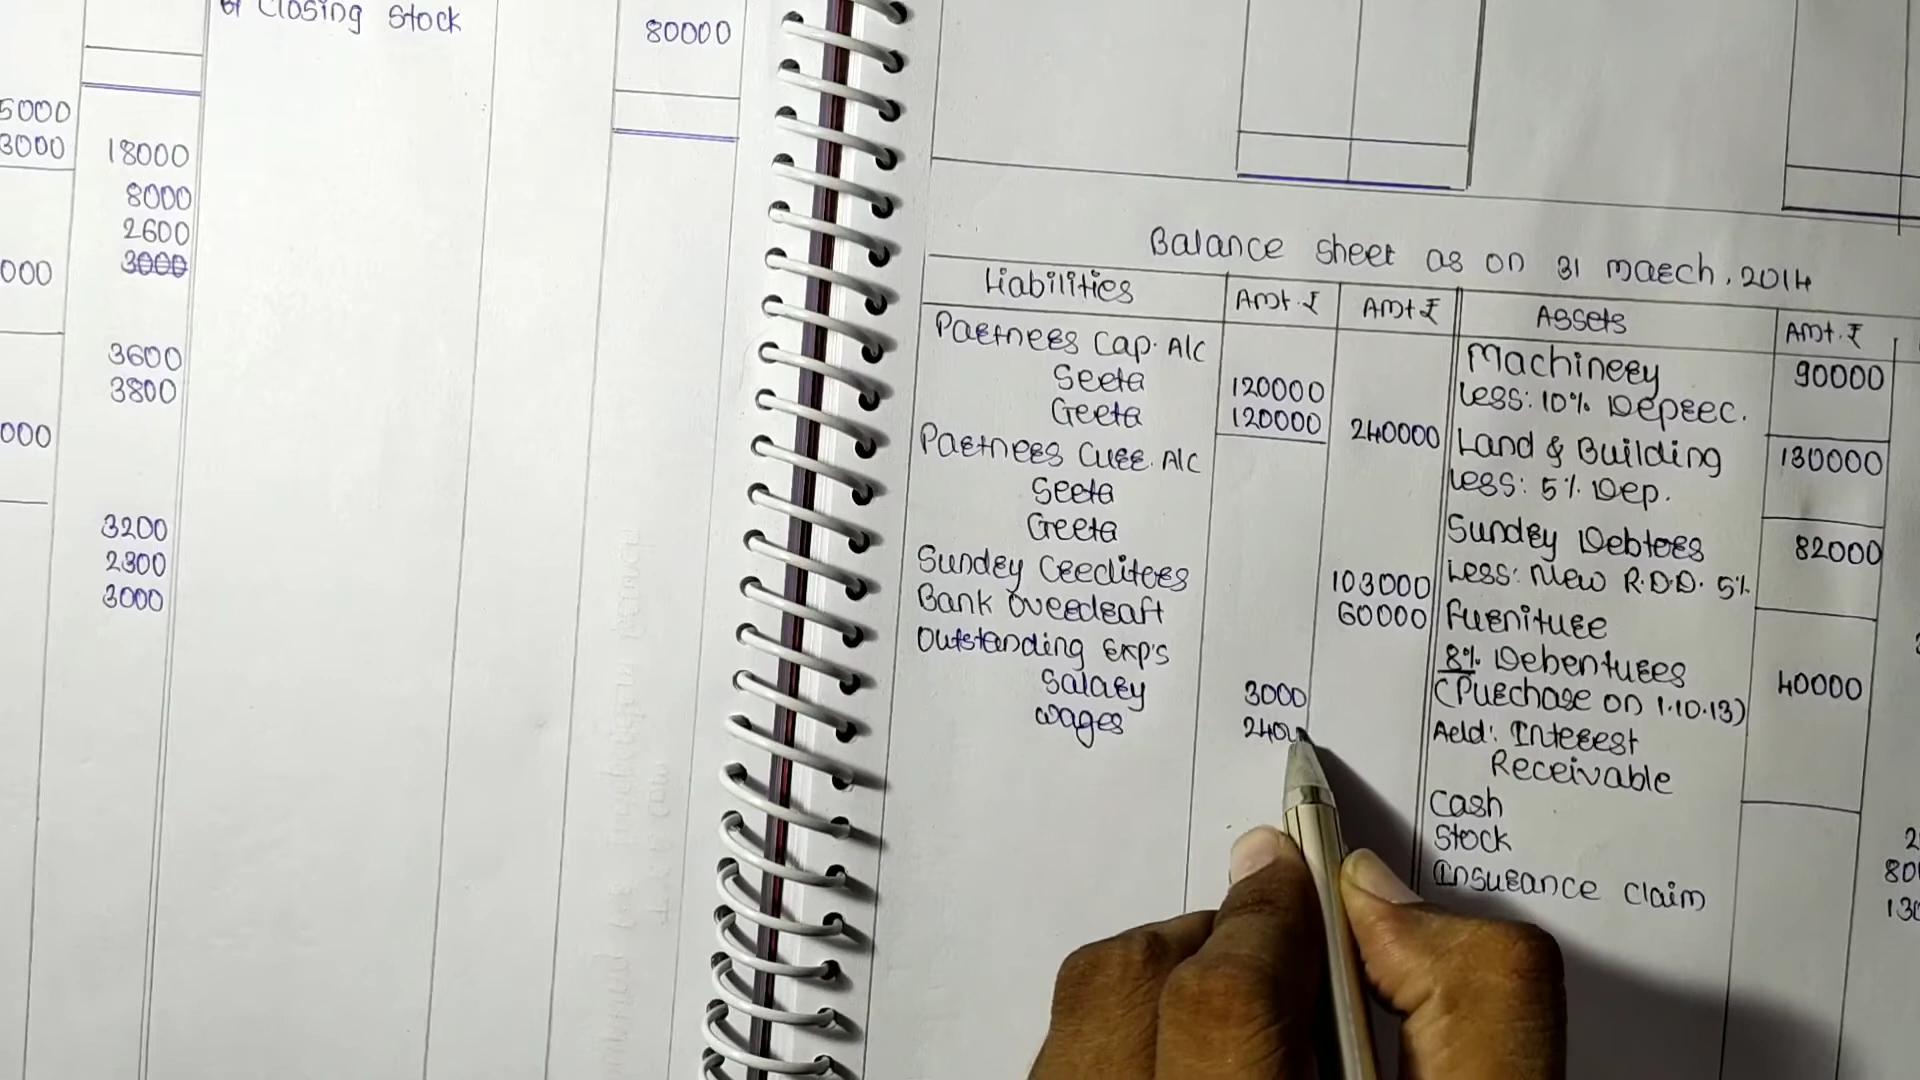 of Closing Stock
80000
5000
3000 18000
8000
2600
3000
000
3600
3800
000
3200
2300
3000
Balance sheet as on 31 march, 2014
Liabilities Amt.₹ Amt₹ Assets Amt.₹
Partners Cap. A/c
Seeta 120000
Geeta 120000 240000
Partners Curr. A/c
Seeta
Geeta
Sundry Creditors 103000
Bank overdraft 60000
Outstanding Exp's
Salary 3000
wages
Machinery 90000
Less: 10% Deprec.
Land & Building 130000
Less: 5% Dep.
Sundry Debtors 82000
Less: New R.D.D. 5%
Furniture
8% Debentures 40000
(Purchase on 1.10.13)
Add: Interest
Receivable
Cash
Stock
Insurance claim